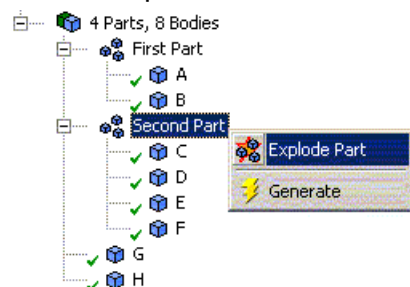 4 Parts, 8 Bodies
First Part
A
B
Second Part
Explode Part
C
D
Generate
E
F
G
H